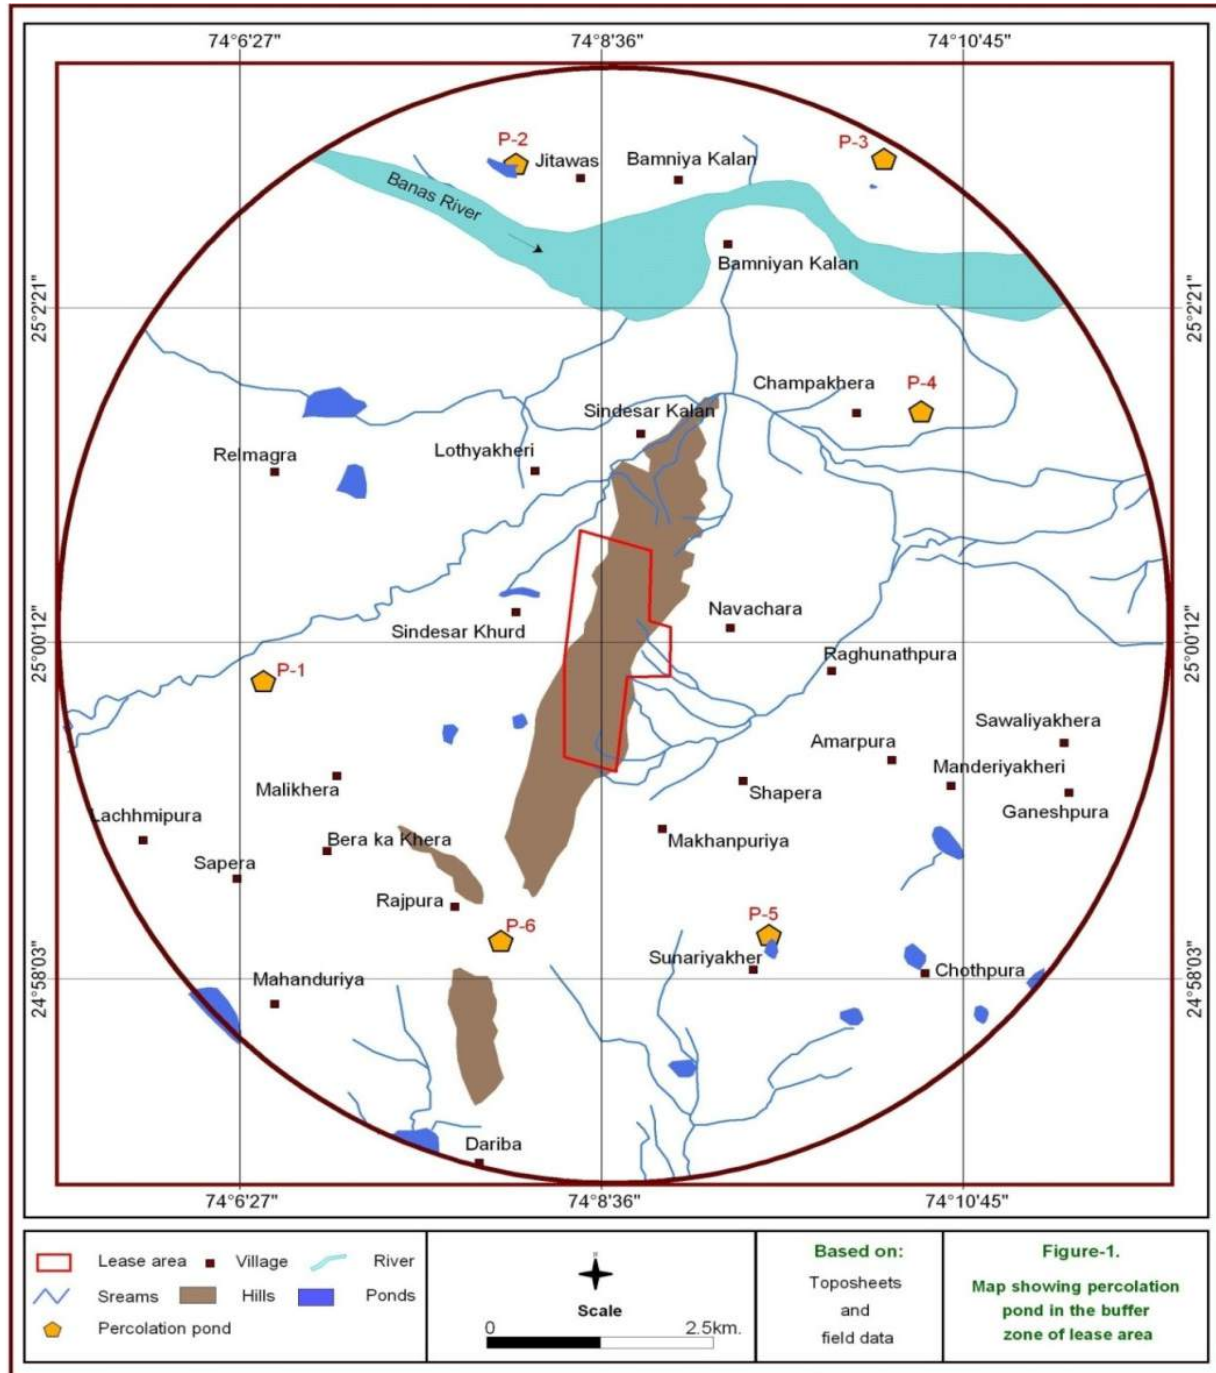 74°6'27"
74°8'36"
74°10'45"
P-2
P-3
Jitawas
Bamniya Kalan
Banas River
Bamniyan Kalan
25°2'21"
25°2'21"
Champakhera
P-4
Sindesar Kalan
Relmagra
Lothyakheri
Navachara
Sindesar Khurd
25°00'12"
25°00'12"
P-1
Raghunathpura
Sawaliyakhera
Amarpura
Manderiyakheri
Malikhera
Shapera
Ganeshpura
Lachhmipura
Bera ka Khera
Makhanpuriya
Sapera
Rajpura
P-5
P-6
Sunariyakher
Chothpura
Mahanduriya
24°58'03"
24°58'03"
Dariba
74°6'27"
74°8'36"
74°10'45"
Lease area
Village
River
Sreams
Hills
Ponds
Percolation pond
N
Scale
0
2.5km.
Based on:
Toposheets
and
field data
Figure-1.
Map showing percolation
pond in the buffer
zone of lease area